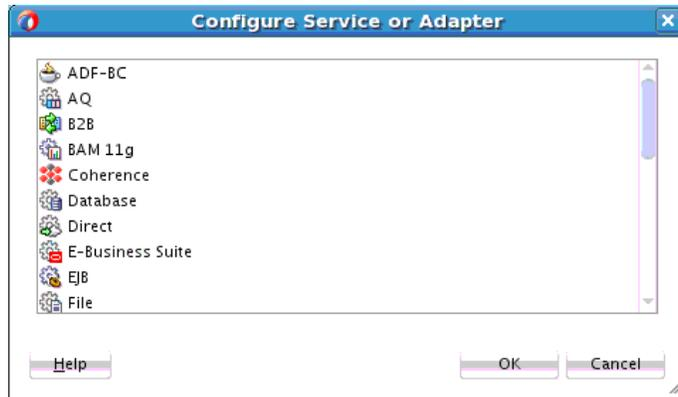 Configure Service or Adapter
ADF-BC
AQ
B2B
BAM 11g
Coherence
Database
Direct
E-Business Suite
EJB
File
Help
OK
Cancel